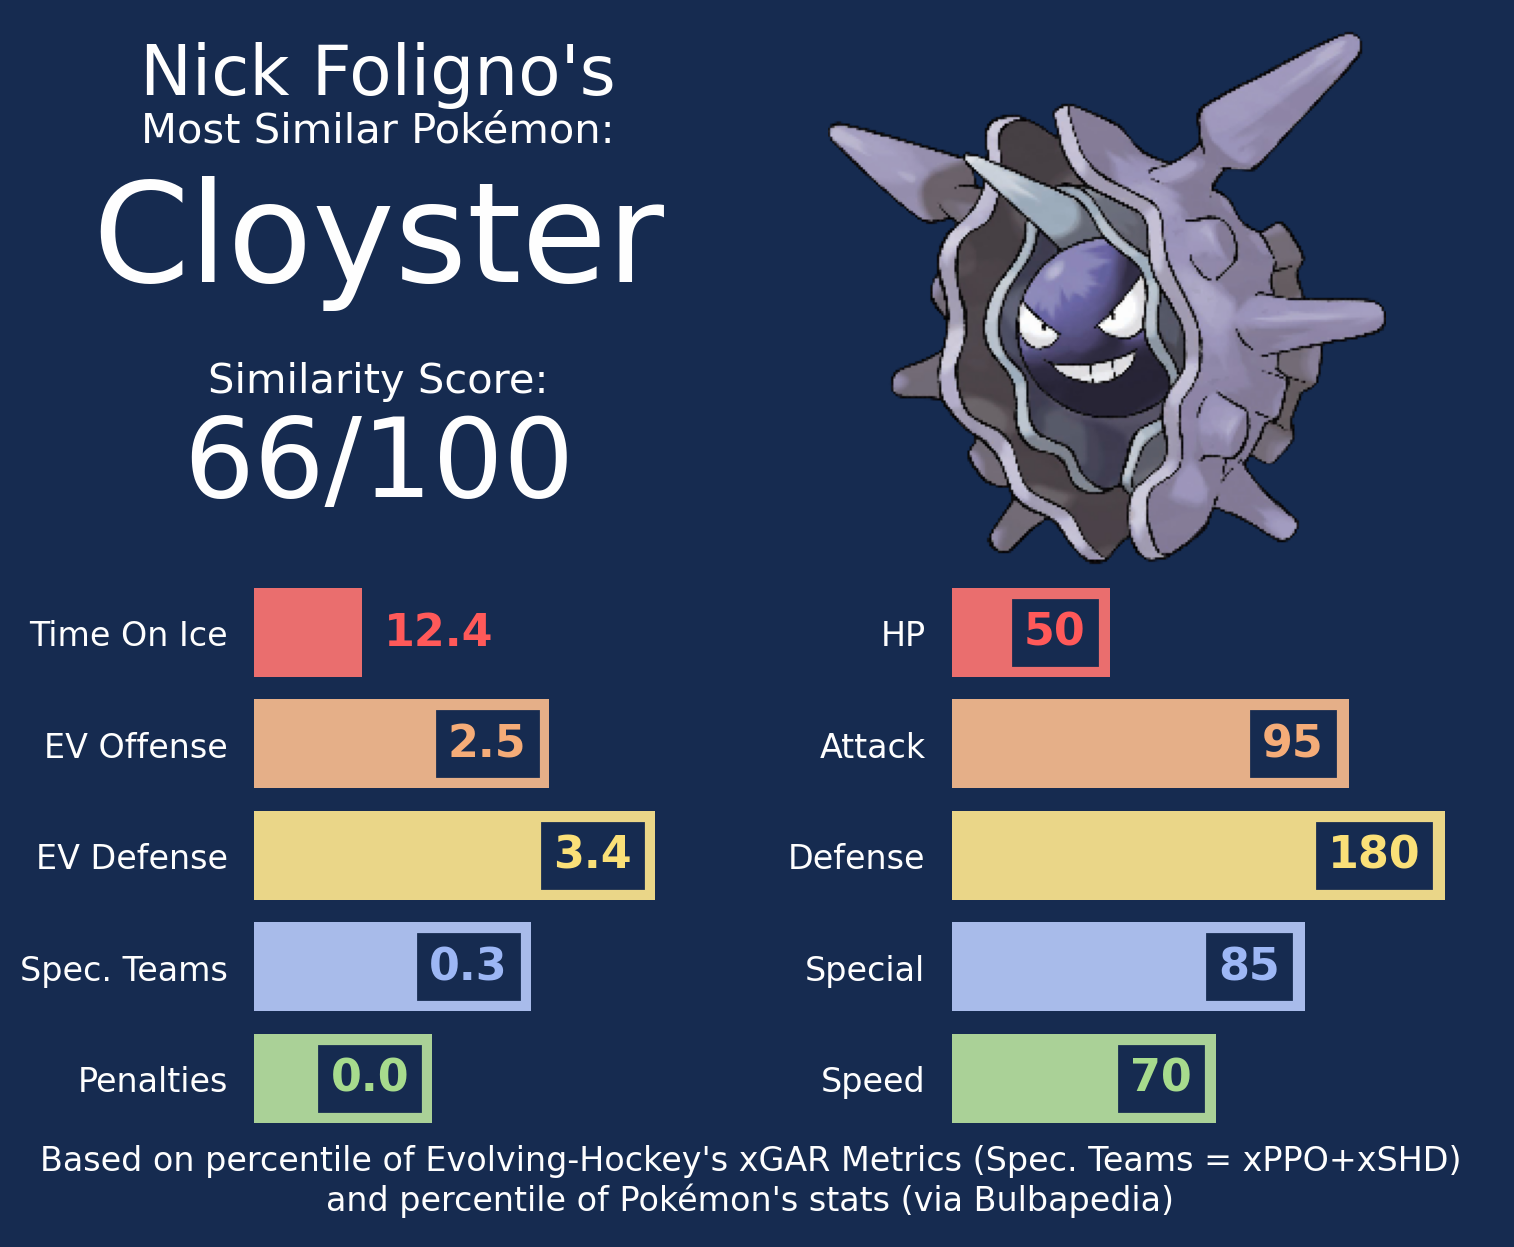 Nick Foligno's
Most Similar Pokémon:
Cloyster
Similarity Score:
66/100
Time On Ice 12.4
EV Offense 2.5
EV Defense 3.4
Spec. Teams 0.3
Penalties 0.0
HP 50
Attack 95
Defense 180
Special 85
Speed 70
Based on percentile of Evolving-Hockey's xGAR Metrics (Spec. Teams = xPPO+xSHD)
and percentile of Pokémon's stats (via Bulbapedia)